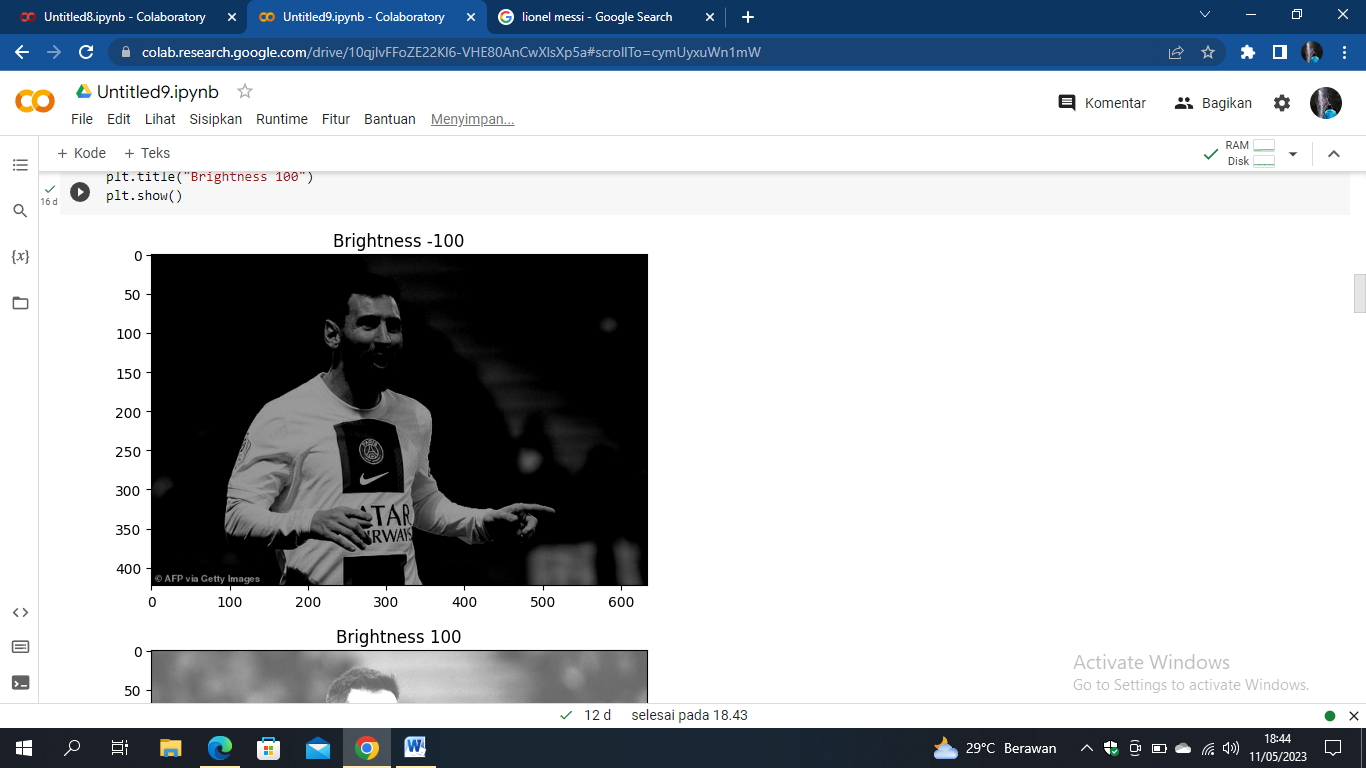 Untitled8.ipynb - Colaboratory
Untitled9.ipynb - Colaboratory
lionel messi - Google Search
colab.research.google.com/drive/10qjlvFFoZE22Kl6-VHE80AnCwXlsXp5a#scrollTo=cymUyxuWn1mW
Untitled9.ipynb
Komentar
Bagikan
File Edit Lihat Sisipkan Runtime Fitur Bantuan Menyimpan...
+ Kode + Teks
RAM
Disk
plt.title("Brightness 100")
plt.show()
16 d
{x}
Brightness -100
0
50
100
150
200
250
300
350
400
PARIS
QATAR
AIRWAYS
© AFP via Getty Images
0 100 200 300 400 500 600
Brightness 100
0
50
Activate Windows
Go to Settings to activate Windows.
12 d selesai pada 18.43
29°C Berawan
18:44
11/05/2023